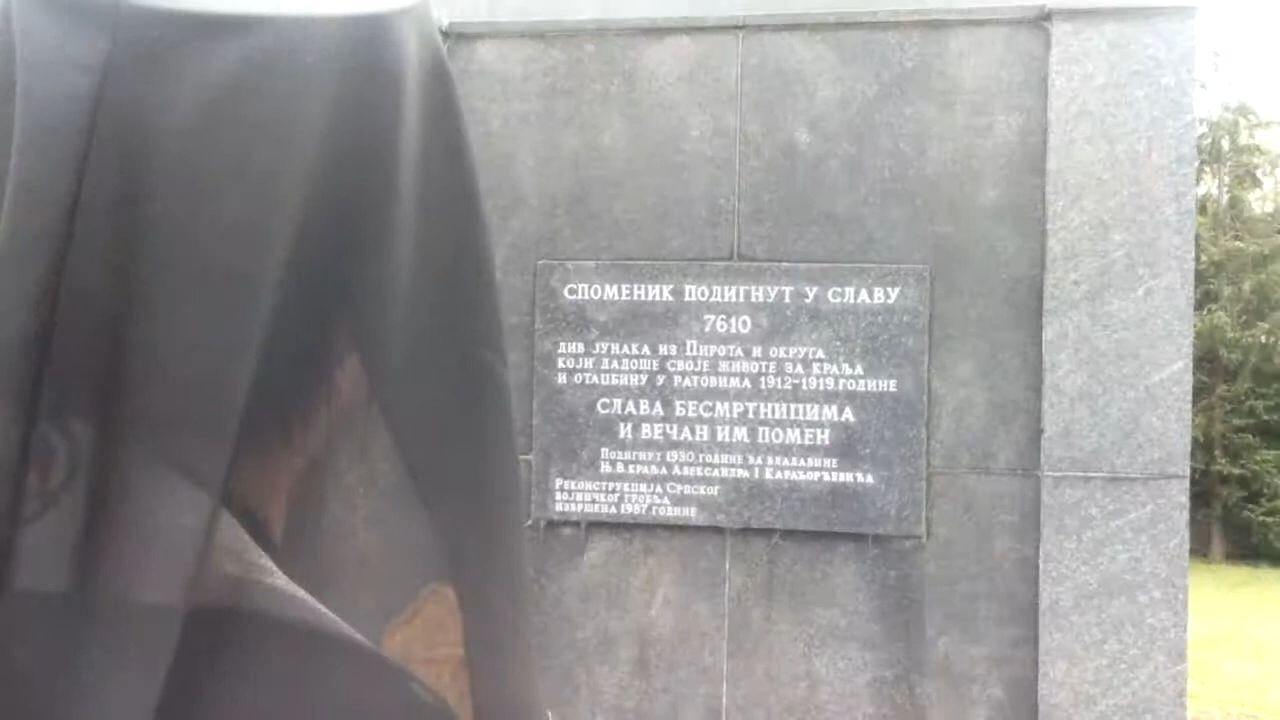 СПОМЕНИК ПОДИГНУТ У СЛАВУ
7610
ДИВ ЈУНАКА ИЗ ПИРОТА И ОКРУГА
КОЈИ ДАДОШЕ СВОЈЕ ЖИВОТЕ ЗА КРАЉА
И ОТАЏБИНУ У РАТОВИМА 1912-1919.ГОДИНЕ
СЛАВА БЕСМРТНИЦИМА
И ВЕЧАН ИМ ПОМЕН
ПОДИГНУТ 1930.ГОДИНЕ ЗА ВЛАДАВИНЕ
Њ.В.КРАЉА АЛЕКСАНДРА I КАРАЂОРЂЕВИЋА
РЕКОНСТРУКЦИЈА СРПСКОГ
ВОЈНИЧКОГ ГРОБЉА
ИЗВРШЕНА 1987 ГОДИНЕ